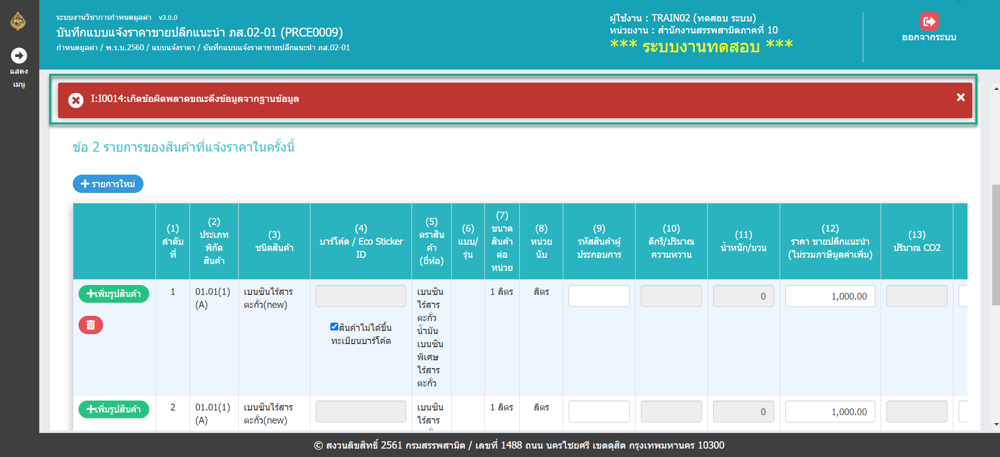 แสดง
เมนู
ระบบงานวิชาการกำหนดมูลค่า v3.0.0
บันทึกแบบแจ้งราคาขายปลีกแนะนำ ภส.02-01 (PRCE0009)
กำหนดมูลค่า / พ.ร.บ.2560 / แบบแจ้งราคา / บันทึกแบบแจ้งราคาขายปลีกแนะนำ ภส.02-01
ผู้ใช้งาน : TRAIN02 (ทดสอบ ระบบ)
หน่วยงาน : สำนักงานสรรพสามิตภาคที่ 10
*** ระบบงานทดสอบ ***
ออกจากระบบ
I:I0014:เกิดข้อผิดพลาดขณะดึงข้อมูลจากฐานข้อมูล
ข้อ 2 รายการของสินค้าที่แจ้งราคาในครั้งนี้
รายการใหม่
(1)
ลำดับ
ที่
(2)
ประเภท
พิกัด
สินค้า
(3)
ชนิดสินค้า
(4)
บาร์โค้ด / Eco Sticker
ID
(5)
ตราสิน
ค้า
(ยี่ห้อ)
(6)
แบบ/
รุ่น
(7)
ขนาด
สินค้า
ต่อ
หน่วย
(8)
หน่วย
นับ
(9)
รหัสสินค้าผู้
ประกอบการ
(10)
ดีกรี/ปริมาณ
ความหวาน
(11)
น้ำหนัก/มวน
(12)
ราคา ขายปลีกแนะนำ
(ไม่รวมภาษีมูลค่าเพิ่ม)
(13)
ปริมาณ CO2
เพิ่มรูปสินค้า
1
01.01(1)
(A)
เบนซินไร้สาร
ตะกั่ว(new)
สินค้าไม่ได้ขึ้น
ทะเบียนบาร์โค้ด
เบนซิน
ไร้สาร
ตะกั่ว
น้ำมัน
เบนซิน
พิเศษ
ไร้สาร
ตะกั่ว
1 ลิตร
ลิตร
0
1,000.00
เพิ่มรูปสินค้า
2
01.01(1)
(A)
เบนซินไร้สาร
ตะกั่ว(new)
เบนซิน
ไร้สาร
1 ลิตร
ลิตร
0
1,000.00
© สงวนลิขสิทธิ์ 2561 กรมสรรพสามิต / เลขที่ 1488 ถนน นครไชยศรี เขตดุสิต กรุงเทพมหานคร 10300